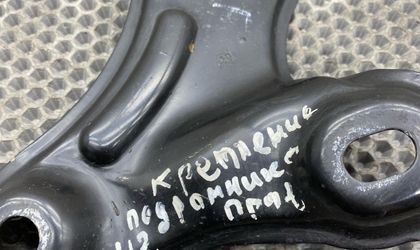 крепление
подрамника
прав